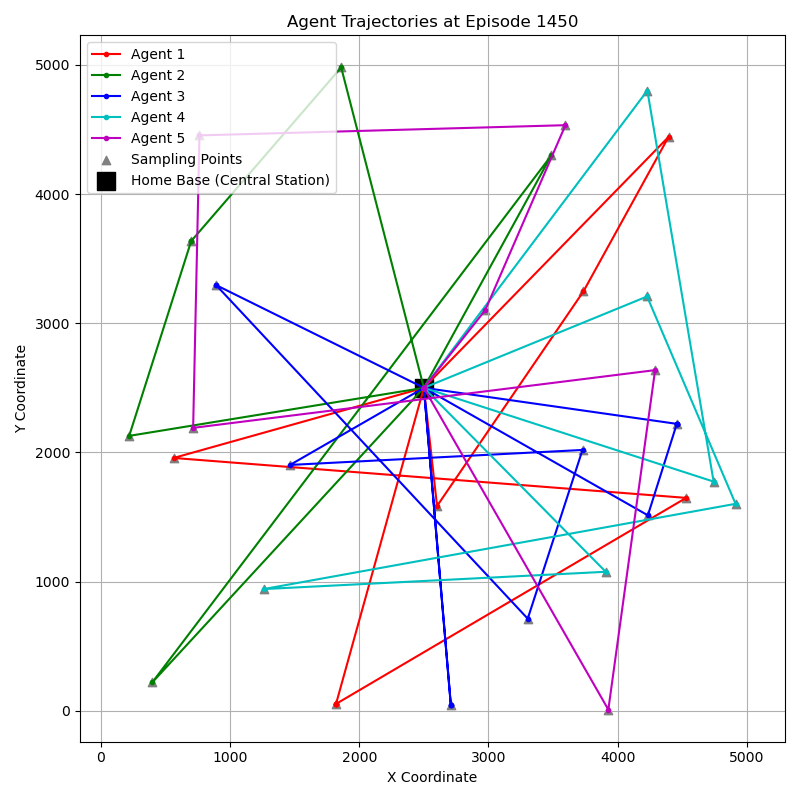 Agent Trajectories at Episode 1450
Agent 1
Agent 2
Agent 3
Agent 4
Agent 5
Sampling Points
Home Base (Central Station)
5000
4000
3000
2000
1000
0
Y Coordinate
0 1000 2000 3000 4000 5000
X Coordinate